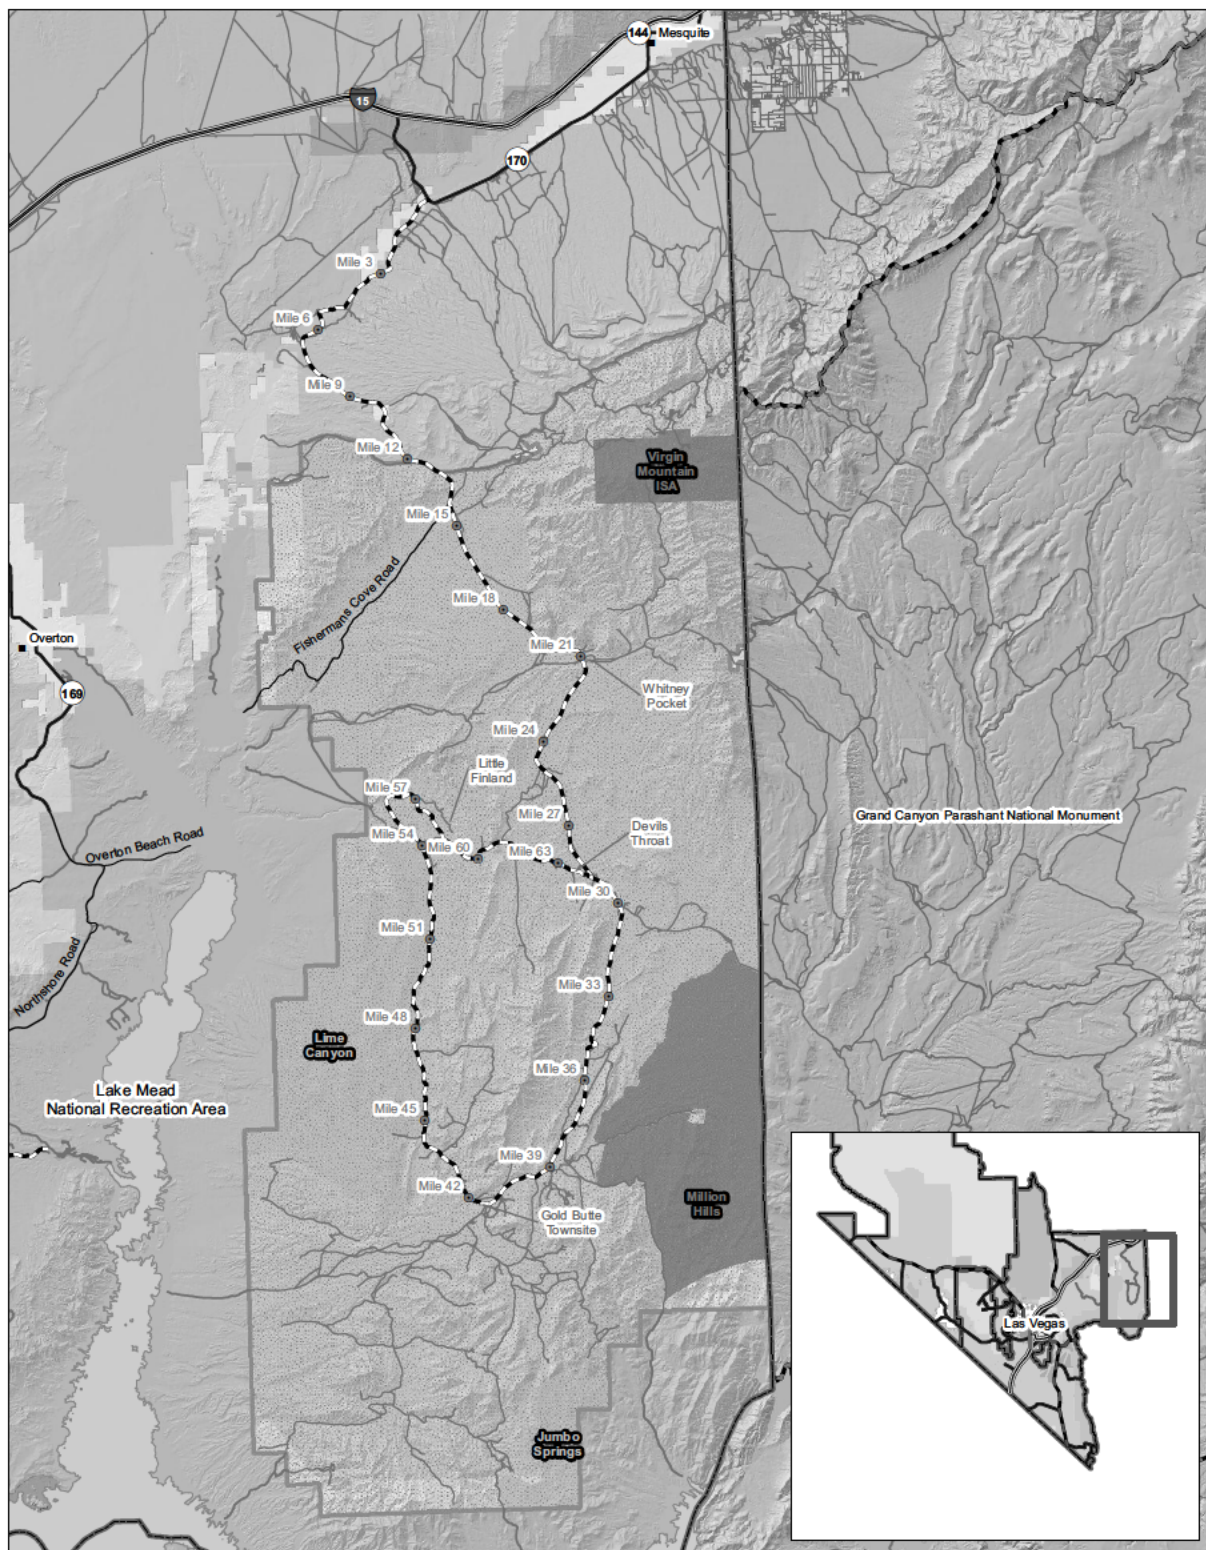 144
Mesquite
15
170
Mile 3
Mile 6
Mile 9
Mile 12
Virgin
Mountain
ISA
Mile 15
Fishermans Cove Road
Mile 18
Overton
Mile 21
169
Whitney
Pocket
Mile 24
Little
Finland
Mile 57
Mile 27
Grand Canyon Parashant National Monument
Devils
Throat
Overton Beach Road
Mile 54
Mile 60
Mile 63
Mile 30
Mile 51
Northshore Road
Mile 33
Mile 48
Lime
Canyon
Mile 36
Lake Mead
National Recreation Area
Mile 45
Mile 39
Mile 42
Million
Hills
Gold Butte
Townsite
Las Vegas
Jumbo
Springs